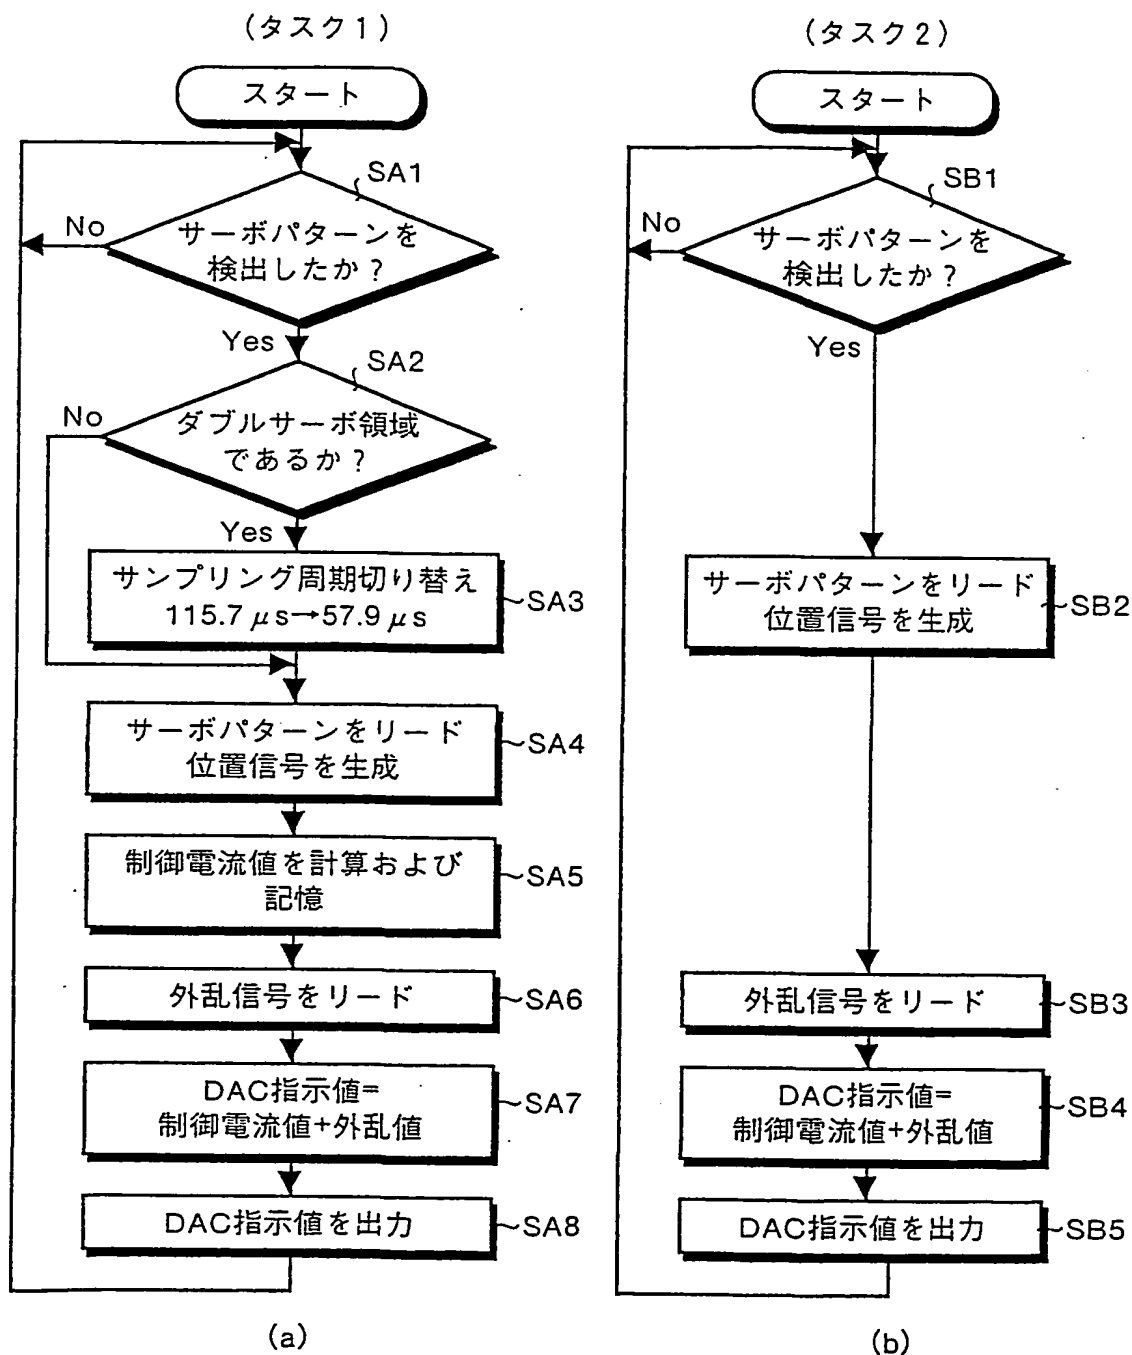 (タスク1)
スタート
SA1
No
サーボパターンを
検出したか?
Yes
SA2
No
ダブルサーボ領域
であるか?
Yes
サンプリング周期切り替え
115.7μs→57.9μs
SA3
サーボパターンをリード
位置信号を生成
SA4
制御電流値を計算および
記憶
SA5
外乱信号をリード
SA6
DAC指示値=
制御電流値+外乱値
SA7
DAC指示値を出力
SA8
(a)
(タスク2)
スタート
SB1
No
サーボパターンを
検出したか?
Yes
サーボパターンをリード
位置信号を生成
SB2
外乱信号をリード
SB3
DAC指示値=
制御電流値+外乱値
SB4
DAC指示値を出力
SB5
(b)